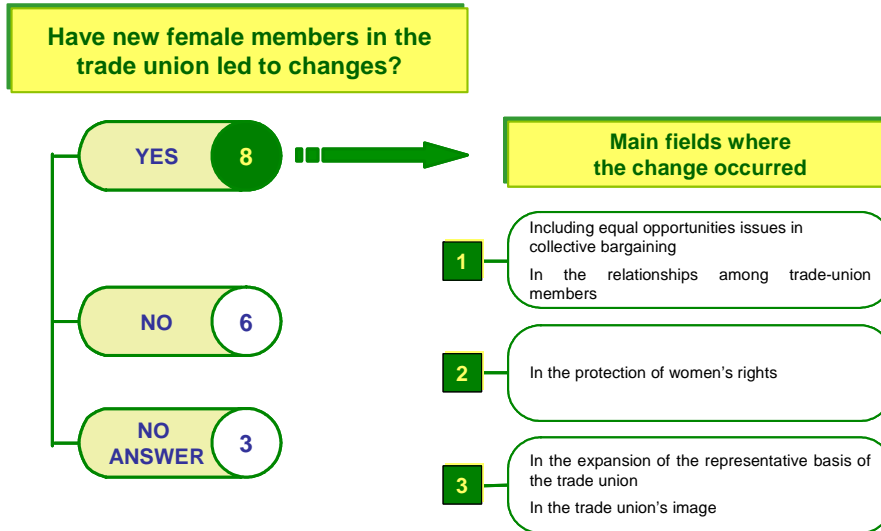 Have new female members in the
trade union led to changes?
YES
8
Main fields where
the change occurred
1
Including equal opportunities issues in
collective bargaining
In the relationships among trade-union
members
NO
6
2
In the protection of women’s rights
NO
ANSWER
3
3
In the expansion of the representative basis of
the trade union
In the trade union’s image